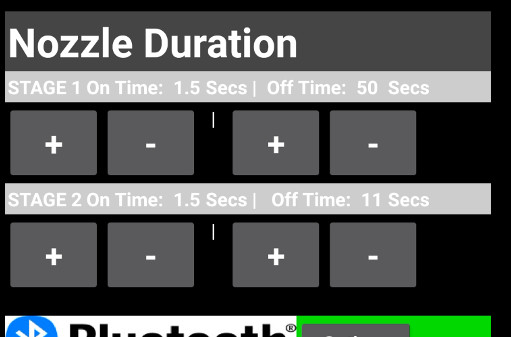 Nozzle Duration
STAGE 1 On Time: 1.5 Secs | Off Time: 50 Secs
+ - | + -
STAGE 2 On Time: 1.5 Secs | Off Time: 11 Secs
+ - | + -
Bluetooth®